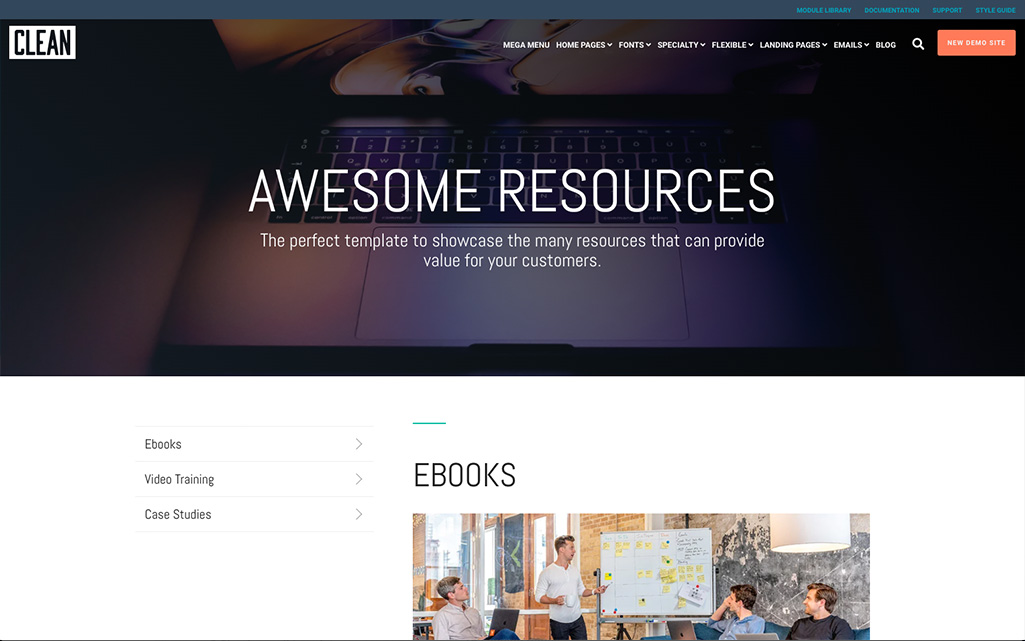 MODULE LIBRARY DOCUMENTATION SUPPORT STYLE GUIDE
CLEAN
MEGA MENU HOME PAGES FONTS SPECIALTY FLEXIBLE LANDING PAGES EMAILS BLOG
NEW DEMO SITE
AWESOME RESOURCES
The perfect template to showcase the many resources that can provide
value for your customers.
Ebooks
Video Training
Case Studies
EBOOKS